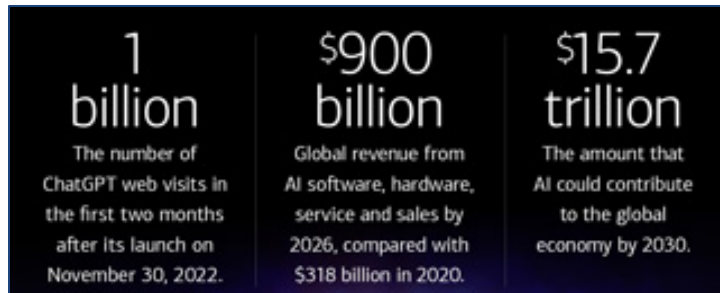 1
billion
The number of
ChatGPT web visits in
the first two months
after its launch on
November 30, 2022.
$900
billion
Global revenue from
AI software, hardware,
service and sales by
2026, compared with
$318 billion in 2020.
$15.7
trillion
The amount that
AI could contribute
to the global
economy by 2030.